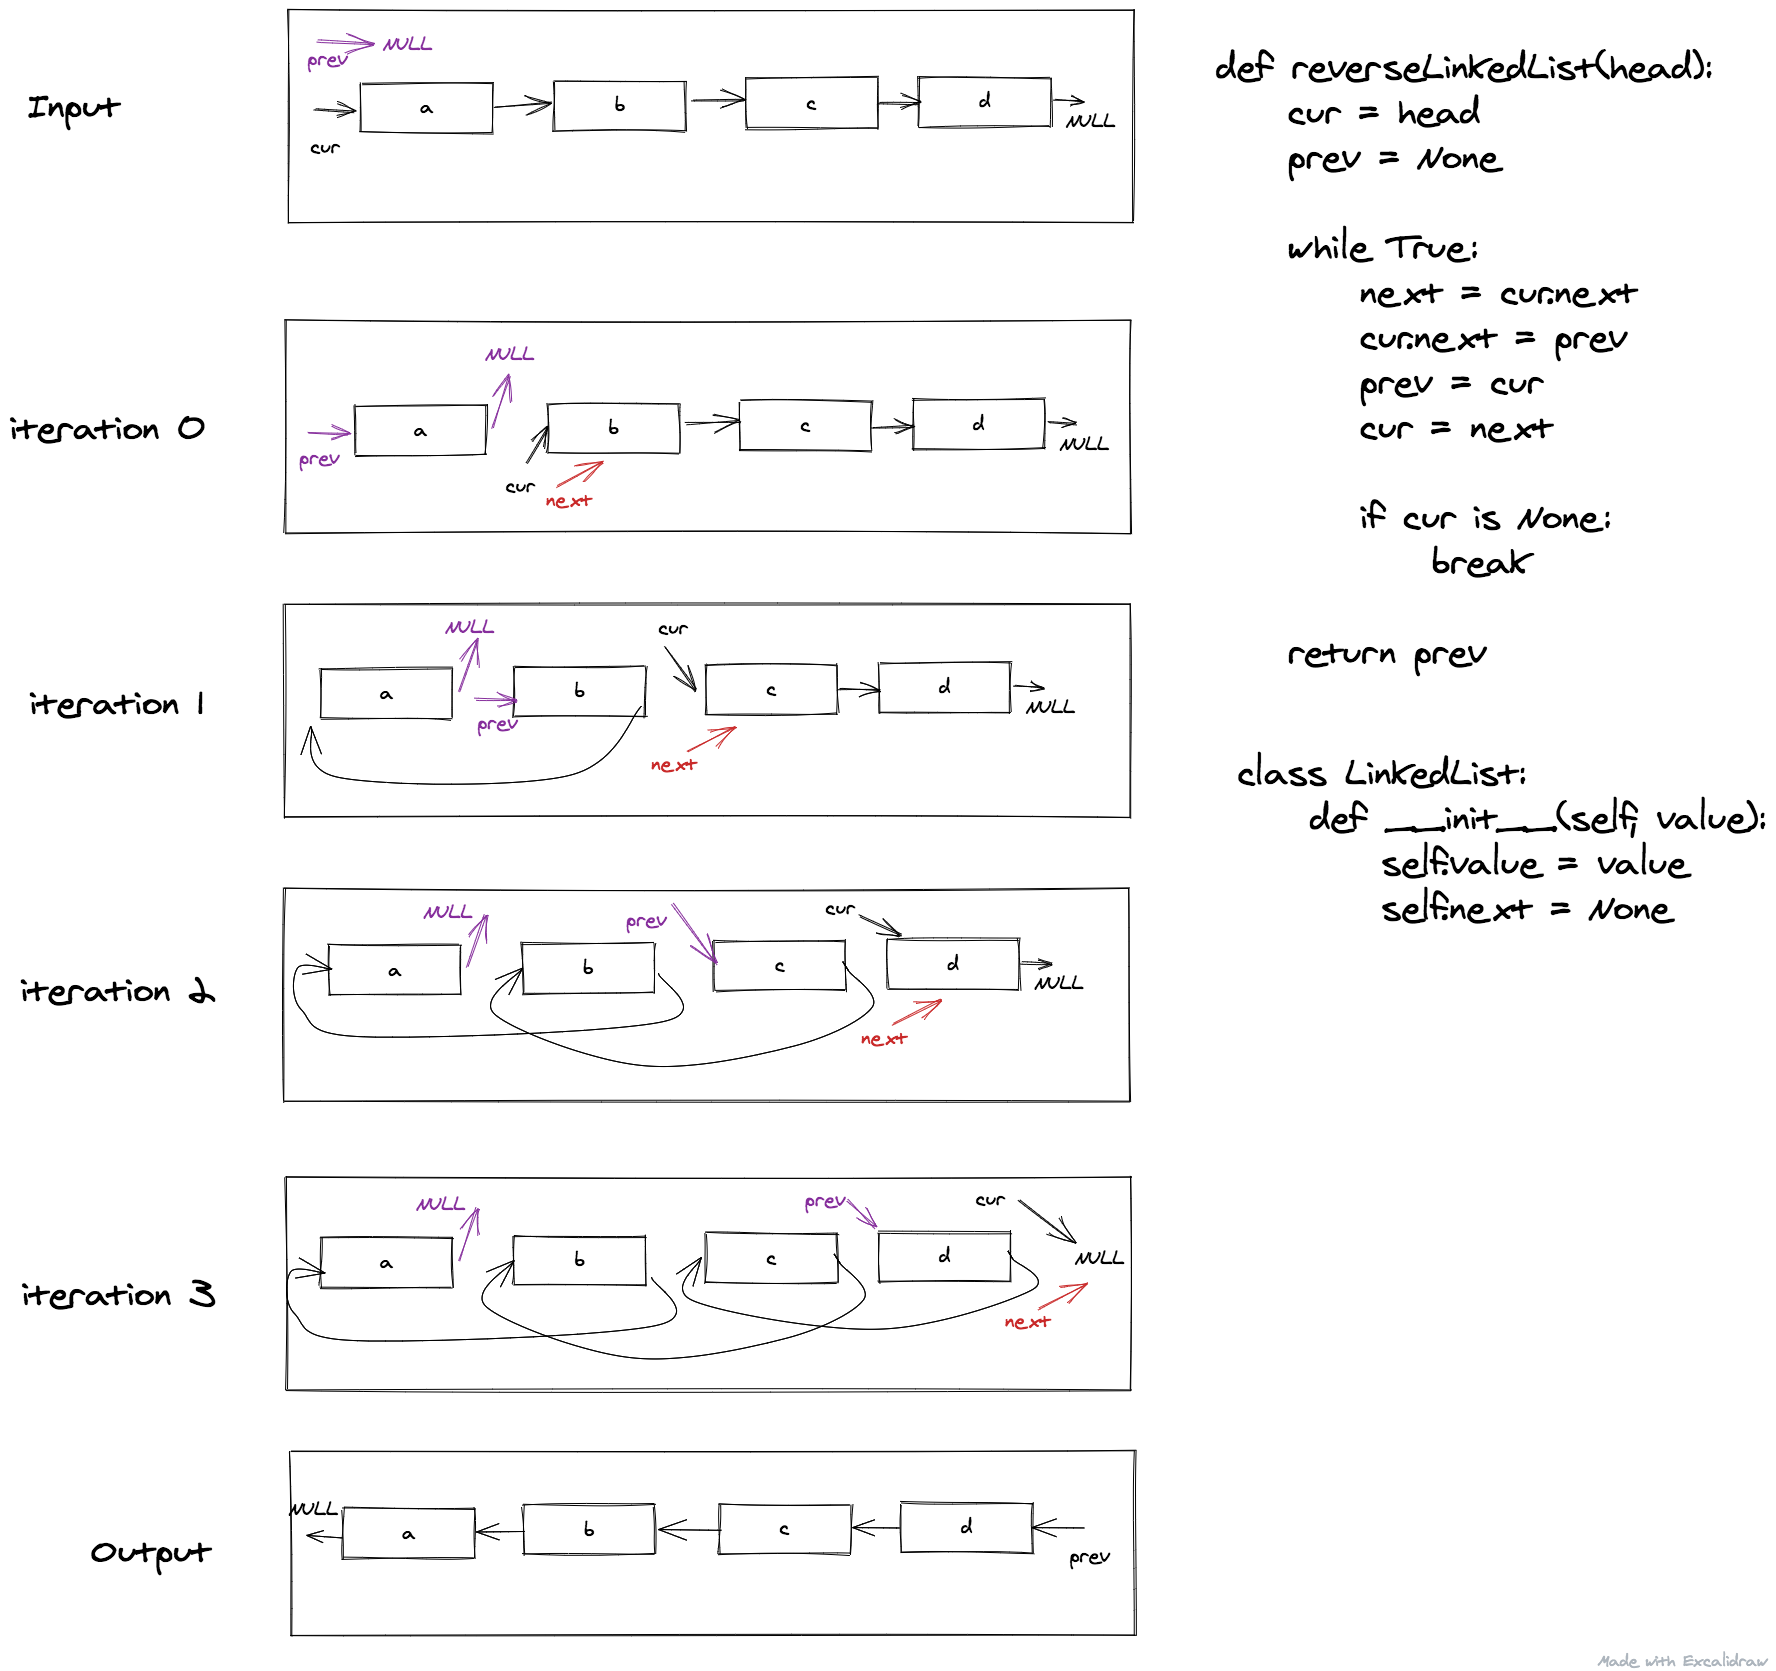 Input
prev
NULL
cur
a
b
c
d
NULL
iteration 0
NULL
prev
a
b
c
d
NULL
cur
next
iteration 1
NULL
cur
a
b
c
d
prev
NULL
next
iteration 2
NULL
prev
cur
a
b
c
d
NULL
next
iteration 3
NULL
prev
cur
a
b
c
d
NULL
next
Output
NULL
a
b
c
d
prev
def reverseLinkedList(head):
cur = head
prev = None
while True:
next = cur.next
cur.next = prev
prev = cur
cur = next
if cur is None:
break
return prev
class LinkedList:
def __init__(self, value):
self.value = value
self.next = None
Made with Excalidraw